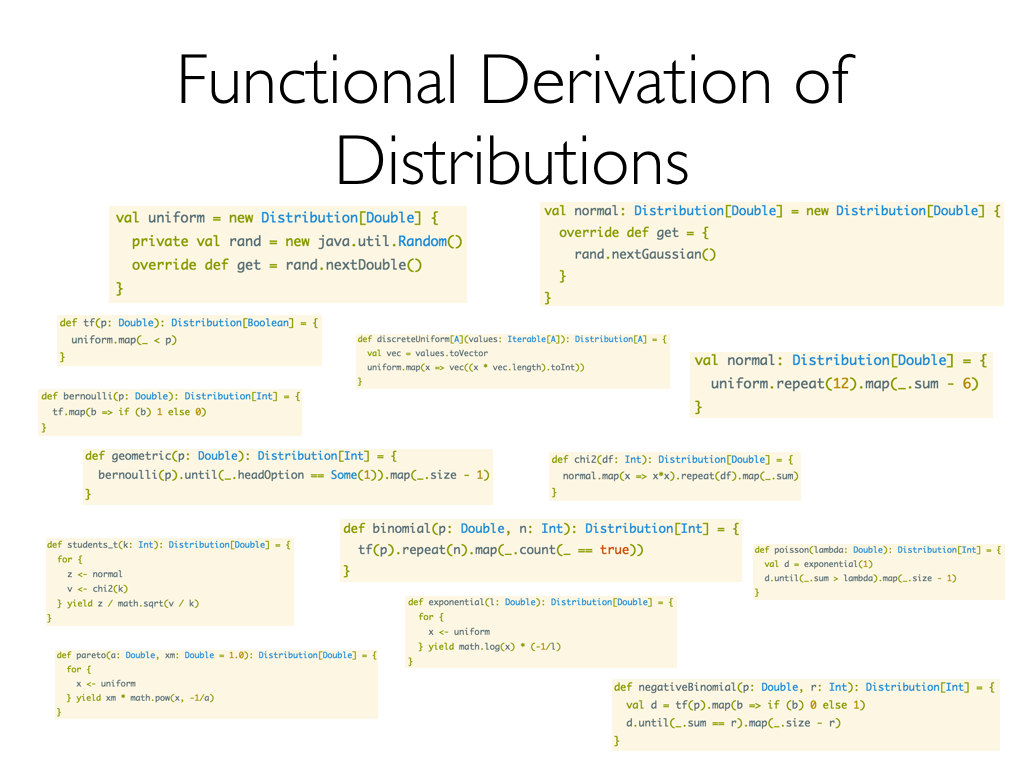 Functional Derivation of
Distributions
val uniform = new Distribution[Double] {
  private val rand = new java.util.Random()
  override def get = rand.nextDouble()
}
val normal: Distribution[Double] = new Distribution[Double] {
  override def get = {
    rand.nextGaussian()
  }
}
def tf(p: Double): Distribution[Boolean] = {
  uniform.map(_ < p)
}
def discreteUniform[A](values: Iterable[A]): Distribution[A] = {
  val vec = values.toVector
  uniform.map(x => vec((x * vec.length).toInt))
}
val normal: Distribution[Double] = {
  uniform.repeat(12).map(_.sum - 6)
}
def bernoulli(p: Double): Distribution[Int] = {
  tf.map(b => if (b) 1 else 0)
}
def geometric(p: Double): Distribution[Int] = {
  bernoulli(p).until(_.headOption == Some(1)).map(_.size - 1)
}
def chi2(df: Int): Distribution[Double] = {
  normal.map(x => x*x).repeat(df).map(_.sum)
}
def students_t(k: Int): Distribution[Double] = {
  for {
    z <- normal
    v <- chi2(k)
  } yield z / math.sqrt(v / k)
}
def binomial(p: Double, n: Int): Distribution[Int] = {
  tf(p).repeat(n).map(_.count(_ == true))
}
def poisson(lambda: Double): Distribution[Int] = {
  val d = exponential(1)
  d.until(_.sum > lambda).map(_.size - 1)
}
def exponential(l: Double): Distribution[Double] = {
  for {
    x <- uniform
  } yield math.log(x) * (-1/l)
}
def pareto(a: Double, xm: Double = 1.0): Distribution[Double] = {
  for {
    x <- uniform
  } yield xm * math.pow(x, -1/a)
}
def negativeBinomial(p: Double, r: Int): Distribution[Int] = {
  val d = tf(p).map(b => if (b) 0 else 1)
  d.until(_.sum == r).map(_.size - r)
}